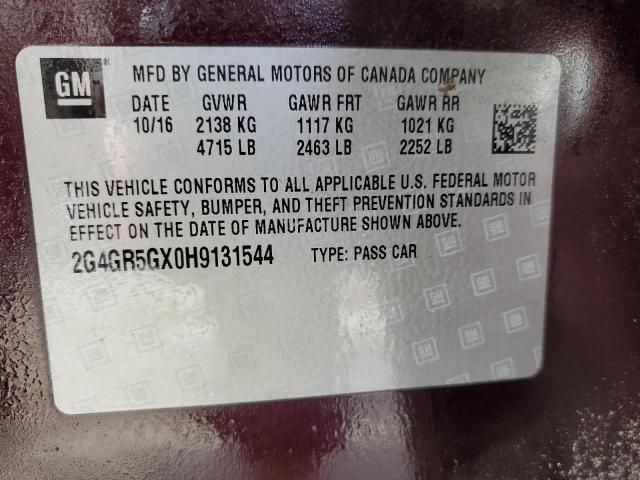 GM
MFD BY GENERAL MOTORS OF CANADA COMPANY
DATE GVWR GAWR FRT GAWR RR
10/16 2138 KG 1117 KG 1021 KG
4715 LB 2463 LB 2252 LB
THIS VEHICLE CONFORMS TO ALL APPLICABLE U.S. FEDERAL MOTOR
VEHICLE SAFETY, BUMPER, AND THEFT PREVENTION STANDARDS IN
EFFECT ON THE DATE OF MANUFACTURE SHOWN ABOVE.
2G4GR5GX0H9131544 TYPE: PASS CAR